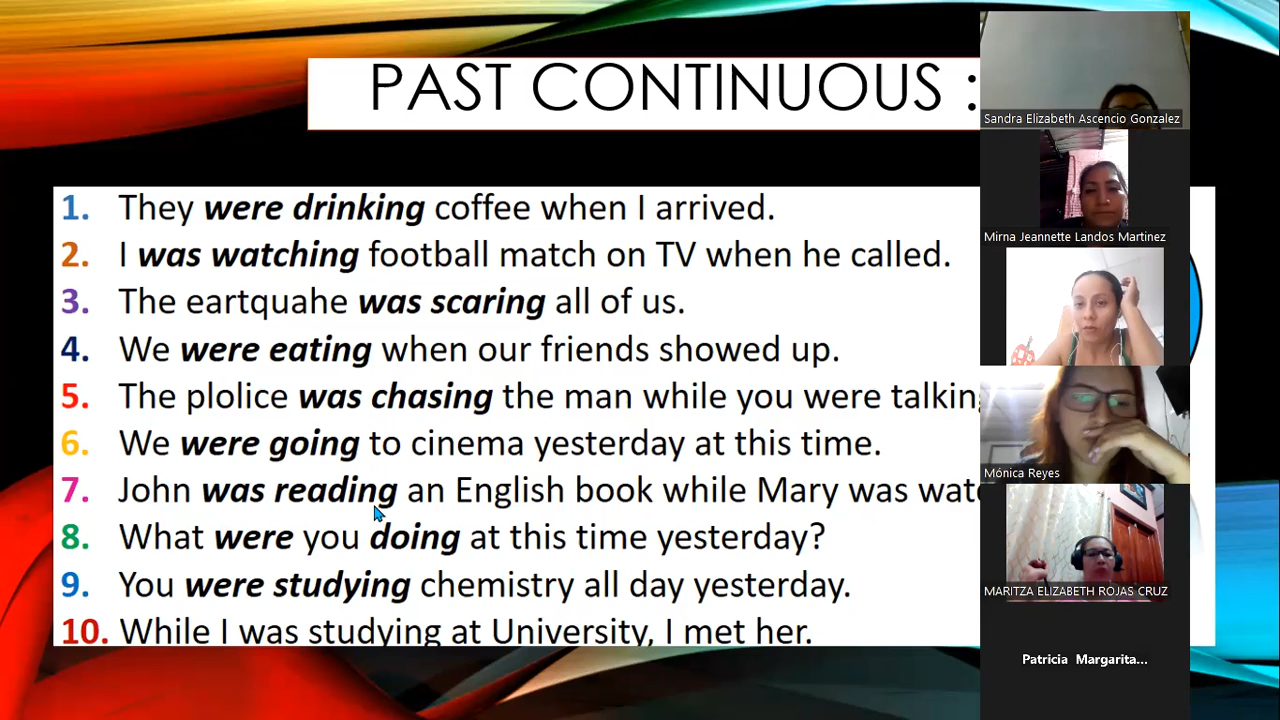 PAST CONTINUOUS :
1. They were drinking coffee when I arrived.
2. I was watching football match on TV when he called.
3. The eartquahe was scaring all of us.
4. We were eating when our friends showed up.
5. The plolice was chasing the man while you were talking
6. We were going to cinema yesterday at this time.
7. John was reading an English book while Mary was
8. What were you doing at this time yesterday?
9. You were studying chemistry all day yesterday.
10. While I was studying at University, I met her.
Sandra Elizabeth Ascencio Gonzalez
Mirna Jeannette Landos Martinez
Mónica Reyes
MARITZA ELIZABETH ROJAS CRUZ
Patricia Margarita...